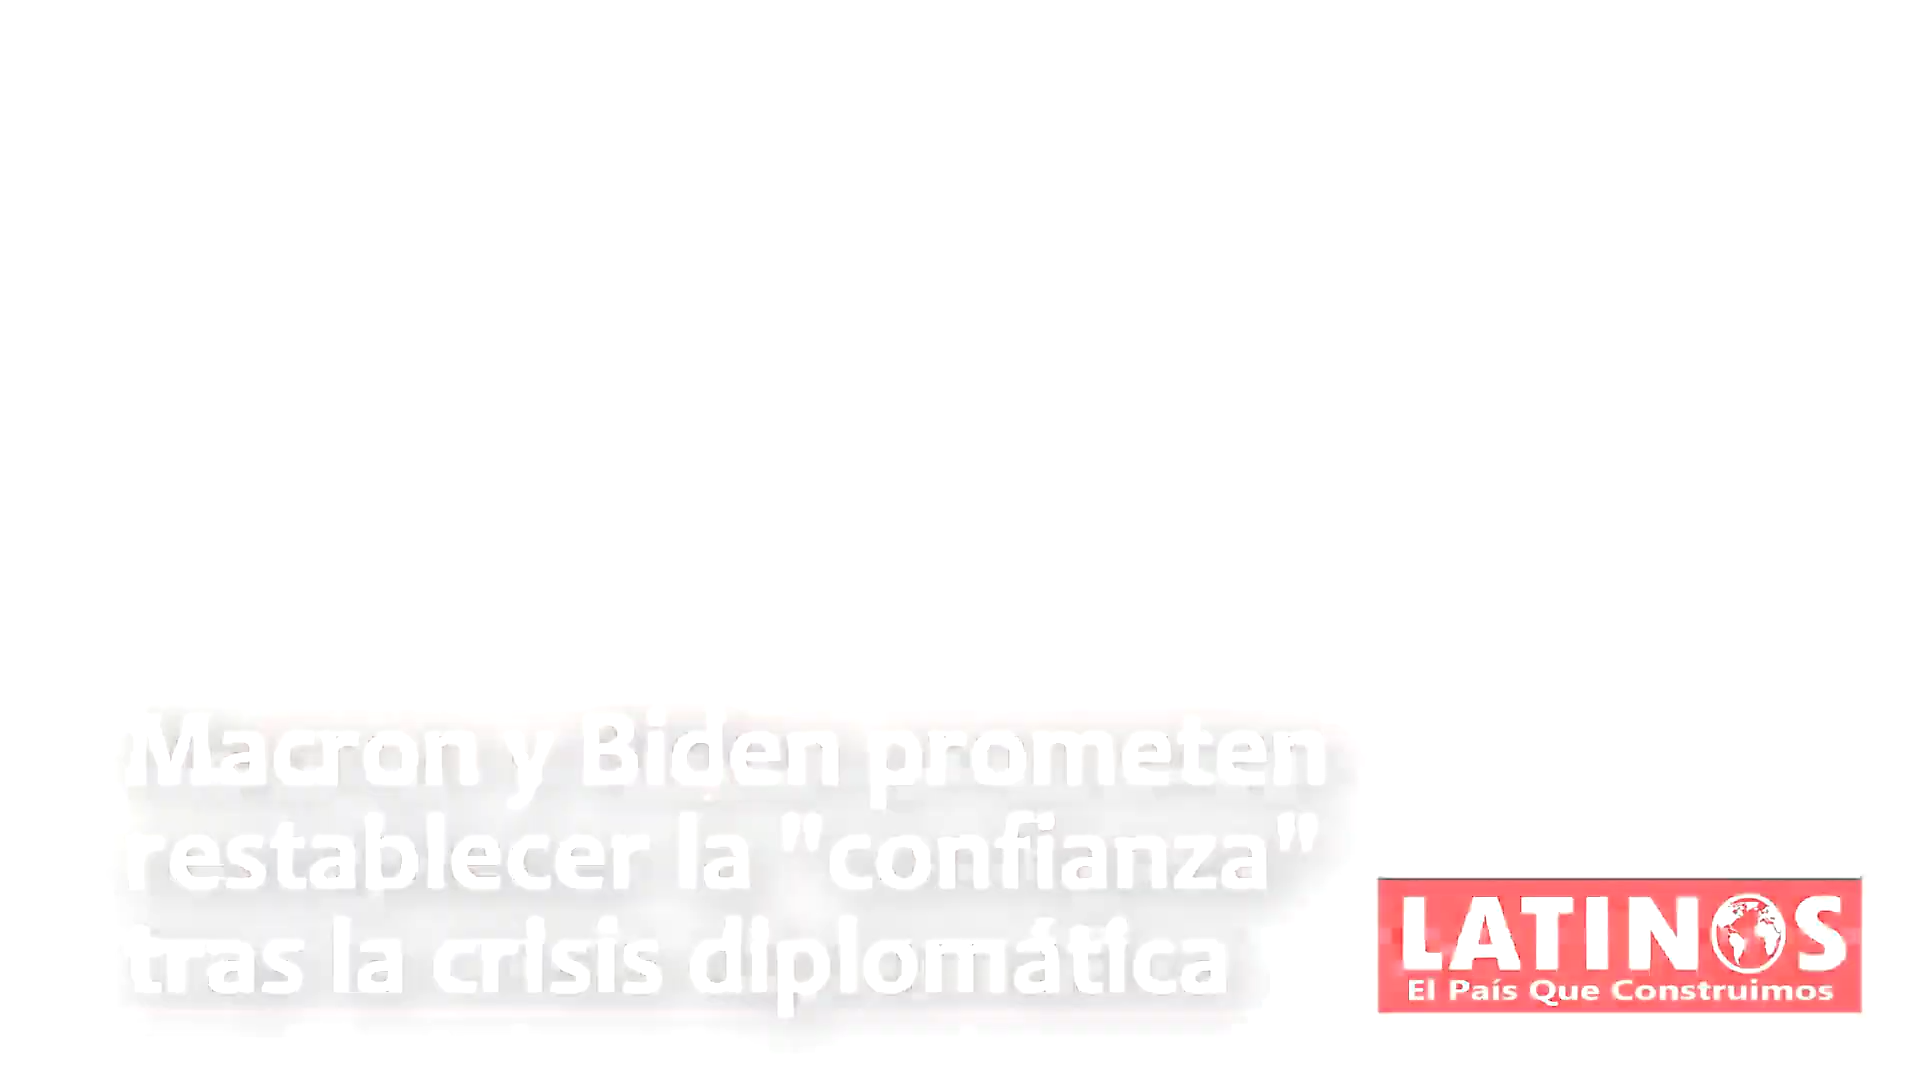 Macron y Biden prometen
restablecer la "confianza"
tras la crisis diplomática
LATINOS
El País Que Construimos